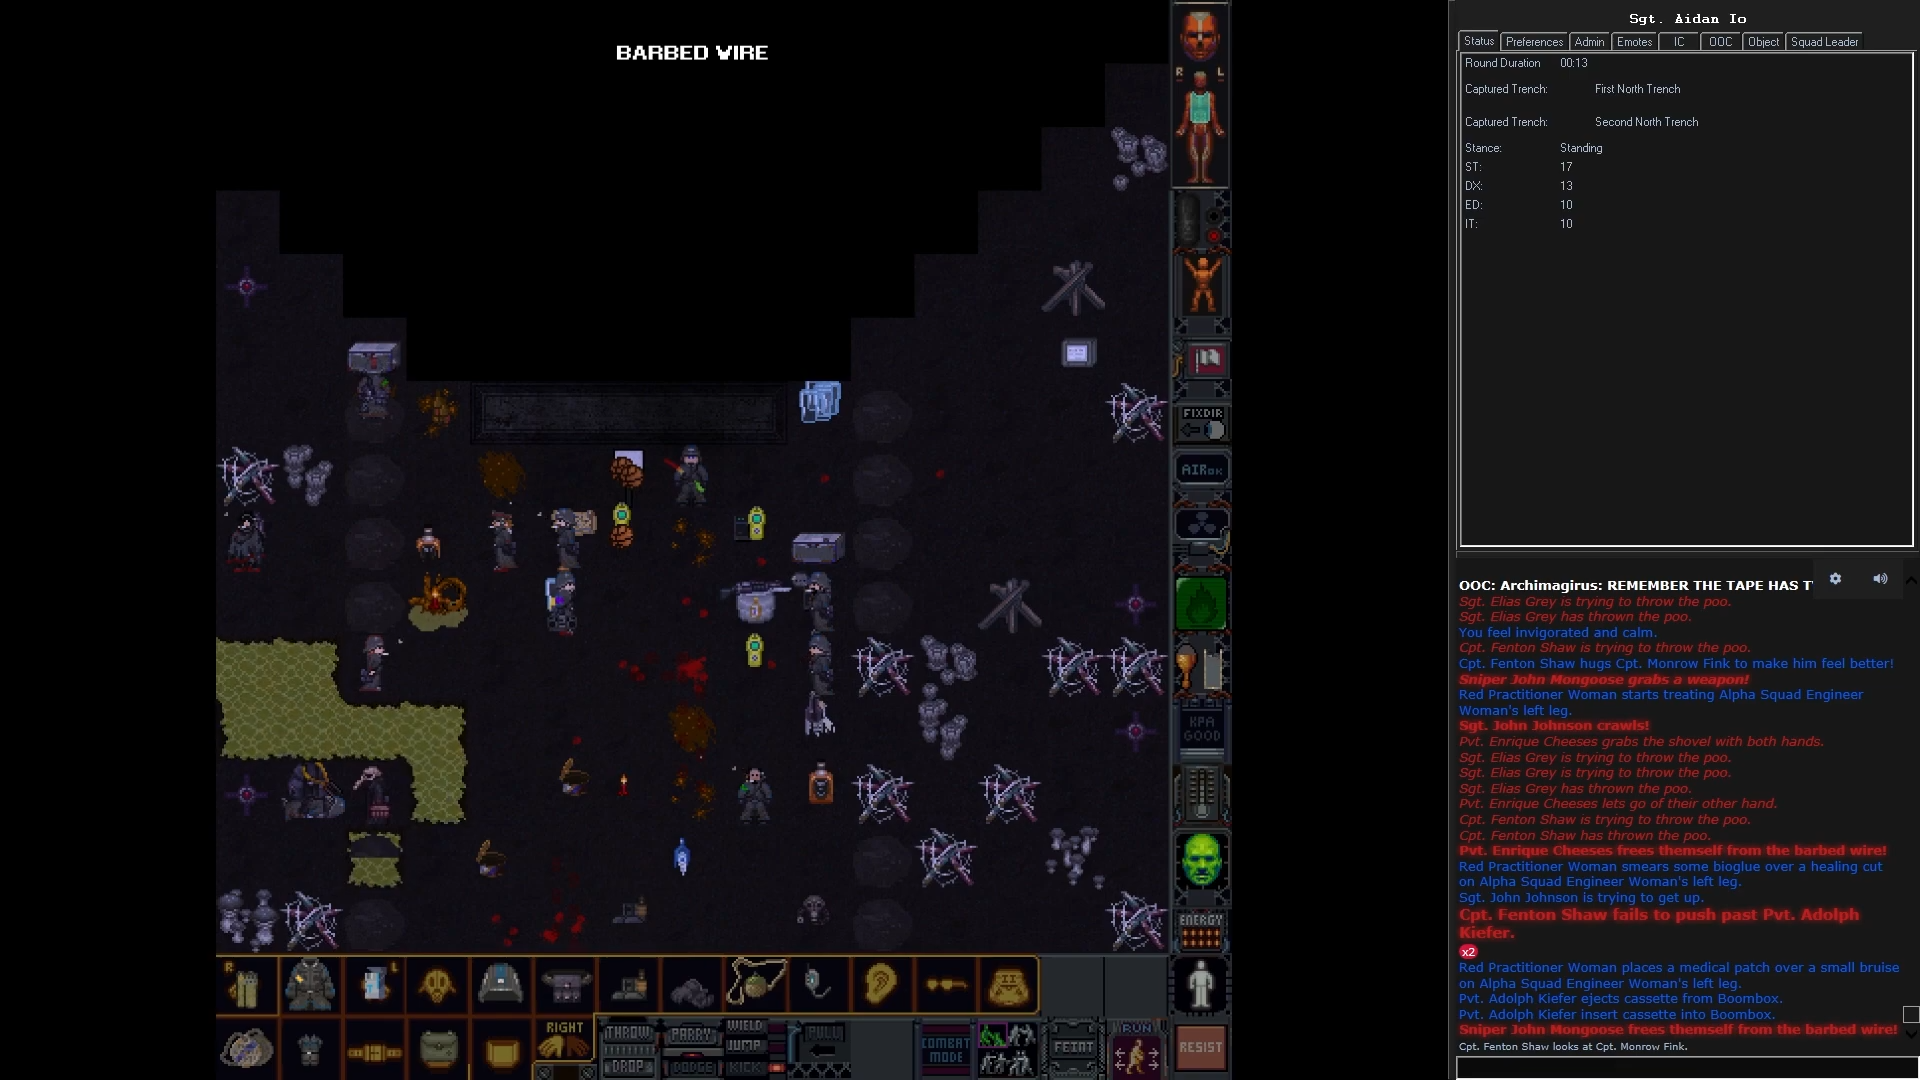 BARBED WIRE
R L
FIXDIR
AIR OK
KPA
GOOD
ENERGY
R
L
RIGHT
THROW
DROP
PARRY
DODGE
WIELD
JUMP
KICK
PULL
COMBAT
MODE
FEINT
RUN
RESIST
Sgt. Aidan Io
Status Preferences Admin Emotes IC OOC Object Squad Leader
Round Duration 00:13
Captured Trench: First North Trench
Captured Trench: Second North Trench
Stance: Standing
ST: 17
DX: 13
ED: 10
IT: 10
OOC: Archimagirus: REMEMBER THE TAPE HAS T
Sgt. Elias Grey is trying to throw the poo.
Sgt. Elias Grey has thrown the poo.
You feel invigorated and calm.
Cpt. Fenton Shaw is trying to throw the poo.
Cpt. Fenton Shaw hugs Cpt. Monrow Fink to make him feel better!
Sniper John Mongoose grabs a weapon!
Red Practitioner Woman starts treating Alpha Squad Engineer
Woman's left leg.
Sgt. John Johnson crawls!
Pvt. Enrique Cheeses grabs the shovel with both hands.
Sgt. Elias Grey is trying to throw the poo.
Sgt. Elias Grey is trying to throw the poo.
Sgt. Elias Grey has thrown the poo.
Pvt. Enrique Cheeses lets go of their other hand.
Cpt. Fenton Shaw is trying to throw the poo.
Cpt. Fenton Shaw has thrown the poo.
Pvt. Enrique Cheeses frees themself from the barbed wire!
Red Practitioner Woman smears some bioglue over a healing cut
on Alpha Squad Engineer Woman's left leg.
Sgt. John Johnson is trying to get up.
Cpt. Fenton Shaw fails to push past Pvt. Adolph
Kiefer.
x2
Red Practitioner Woman places a medical patch over a small bruise
on Alpha Squad Engineer Woman's left leg.
Pvt. Adolph Kiefer ejects cassette from Boombox.
Pvt. Adolph Kiefer insert cassette into Boombox.
Sniper John Mongoose frees themself from the barbed wire!
Cpt. Fenton Shaw looks at Cpt. Monrow Fink.